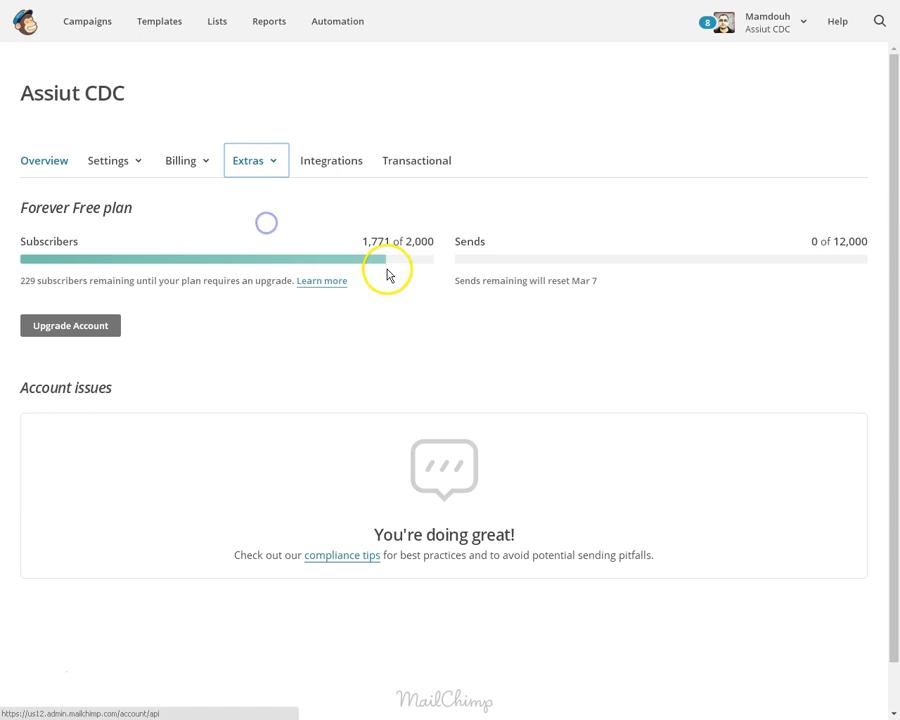 Campaigns Templates Lists Reports Automation 8 Mamdouh Help
Assiut CDC
Assiut CDC
Overview Settings Billing Extras Integrations Transactional
Forever Free plan
Subscribers 1,771 of 2,000 Sends 0 of 12,000
229 subscribers remaining until your plan requires an upgrade. Learn more Sends remaining will reset Mar 7
Upgrade Account
Account issues
You're doing great!
Check out our compliance tips for best practices and to avoid potential sending pitfalls.
MailChimp
https://us12.admin.mailchimp.com/account/api